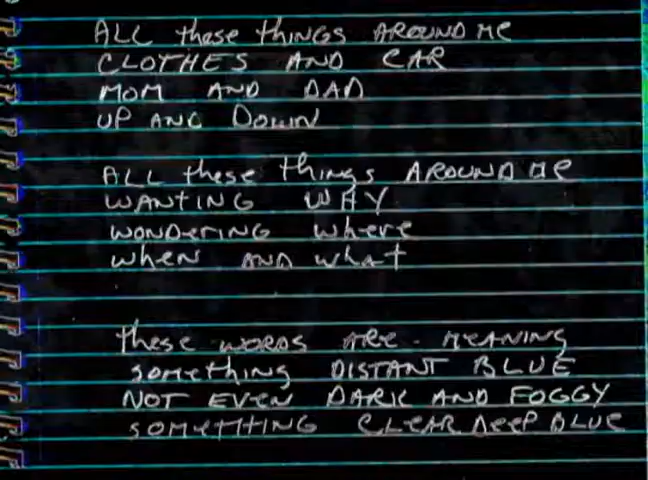 ALL these things AROUND ME
CLOTHES AND CAR
MOM AND DAD
UP AND DOWN
ALL these things AROUND ME
WANTING WHY
WONDERING where
when AND what
these WORDS ARE MEANING
something DISTANT BLUE
NOT EVEN DARK AND FOGGY
SOMETHING CLEAR DEEP BLUE